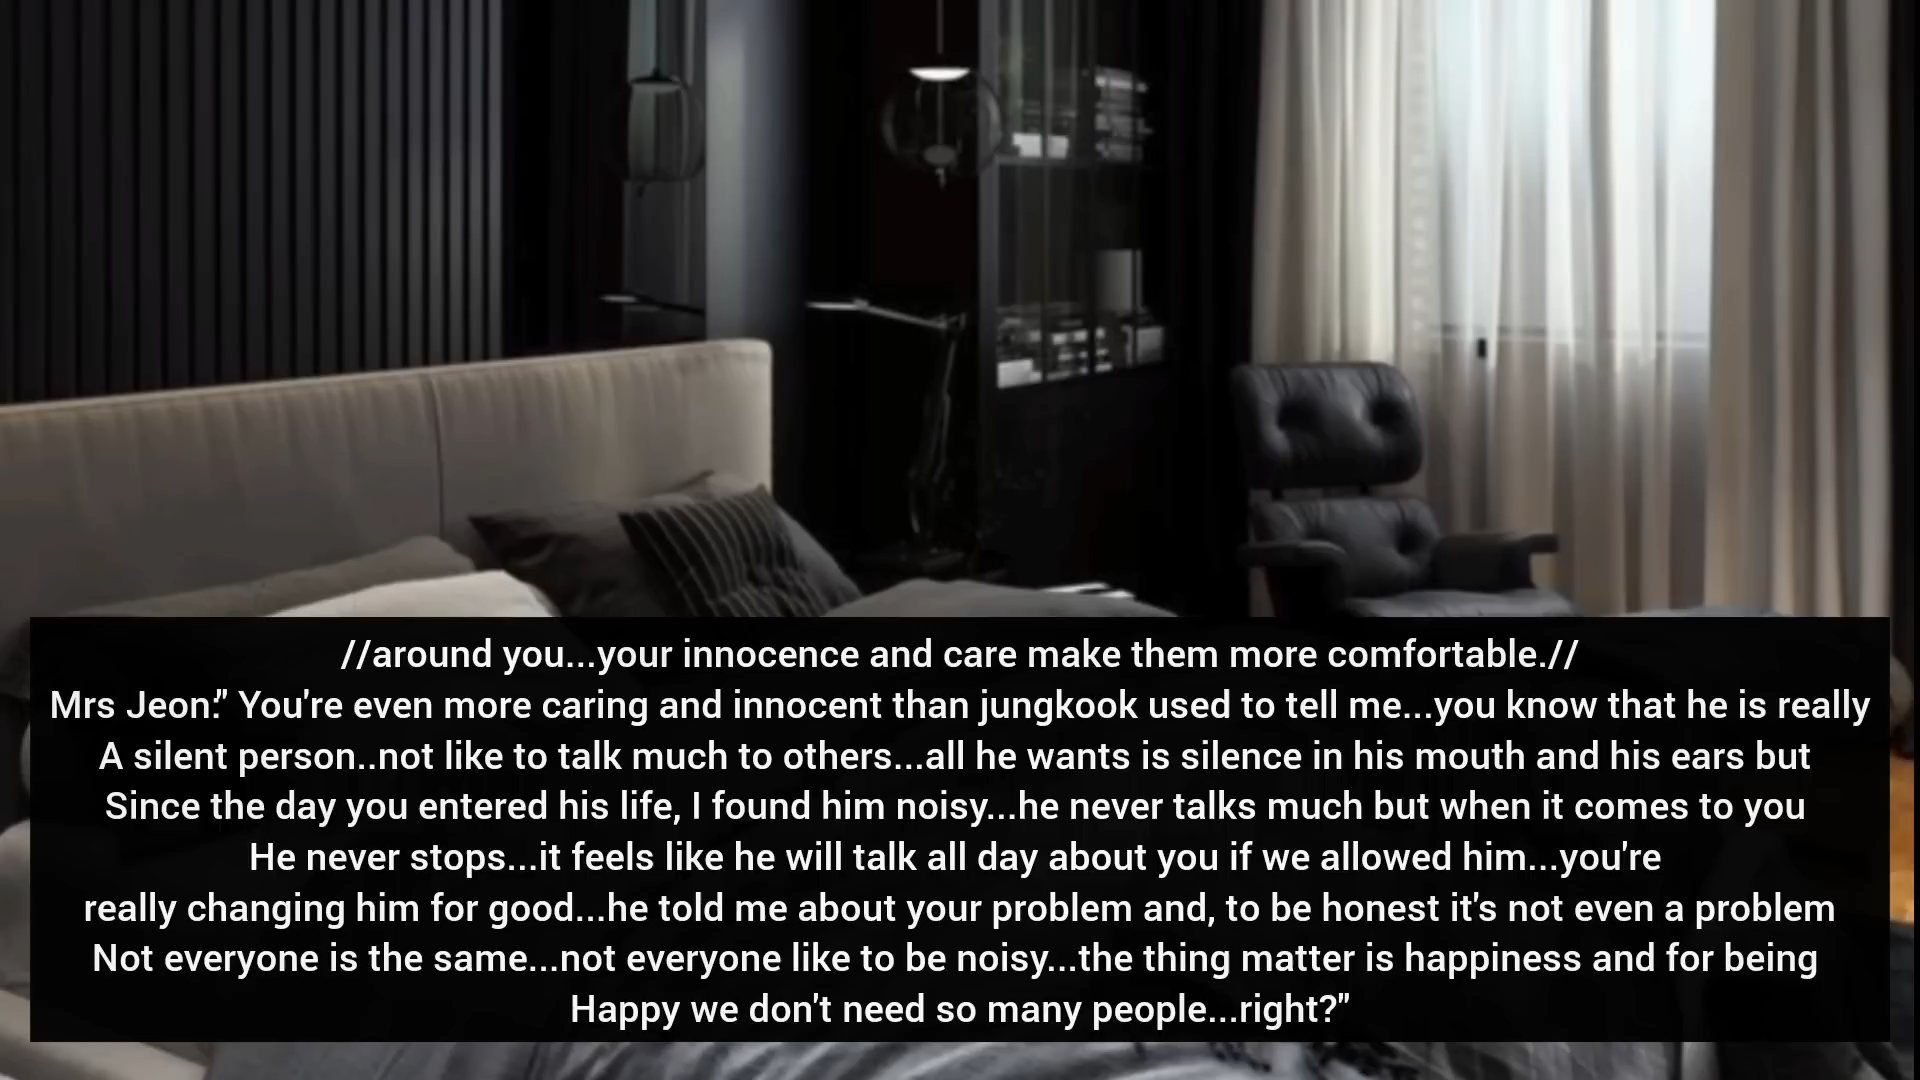 //around you...your innocence and care make them more comfortable.//
Mrs Jeon:" You're even more caring and innocent than jungkook used to tell me...you know that he is really
A silent person..not like to talk much to others...all he wants is silence in his mouth and his ears but
Since the day you entered his life, I found him noisy...he never talks much but when it comes to you
He never stops...it feels like he will talk all day about you if we allowed him...you're
really changing him for good...he told me about your problem and, to be honest it's not even a problem
Not everyone is the same...not everyone like to be noisy...the thing matter is happiness and for being
Happy we don't need so many people...right?"